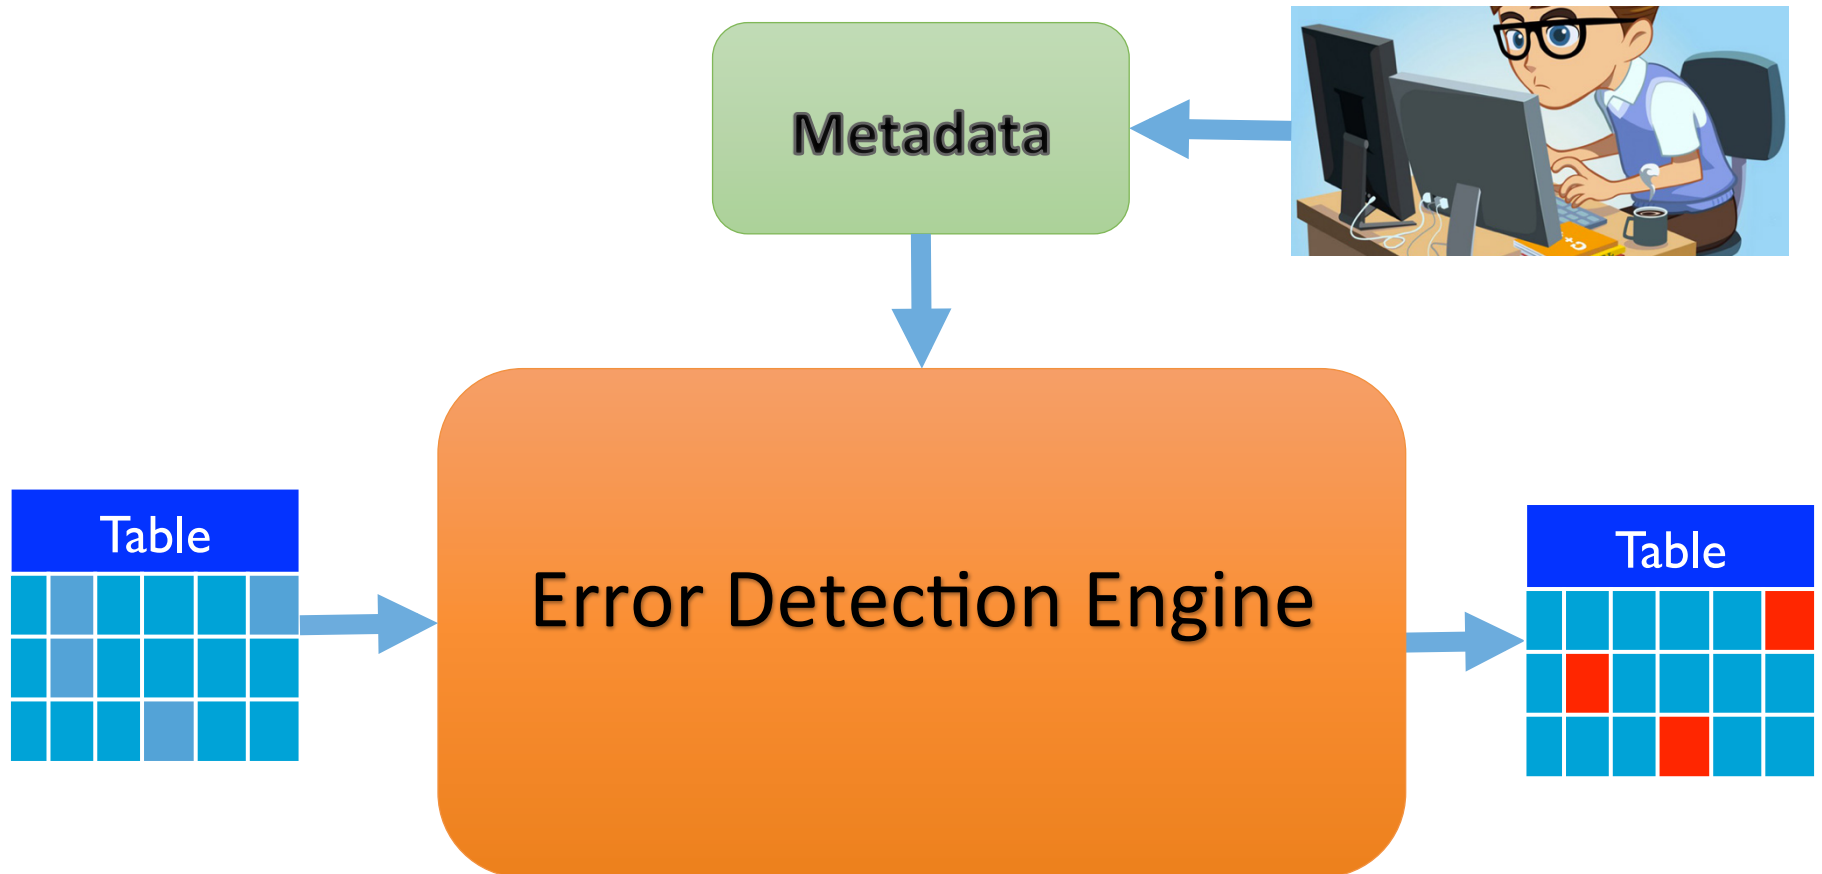 Metadata
C+
Table
Error Detection Engine
Table